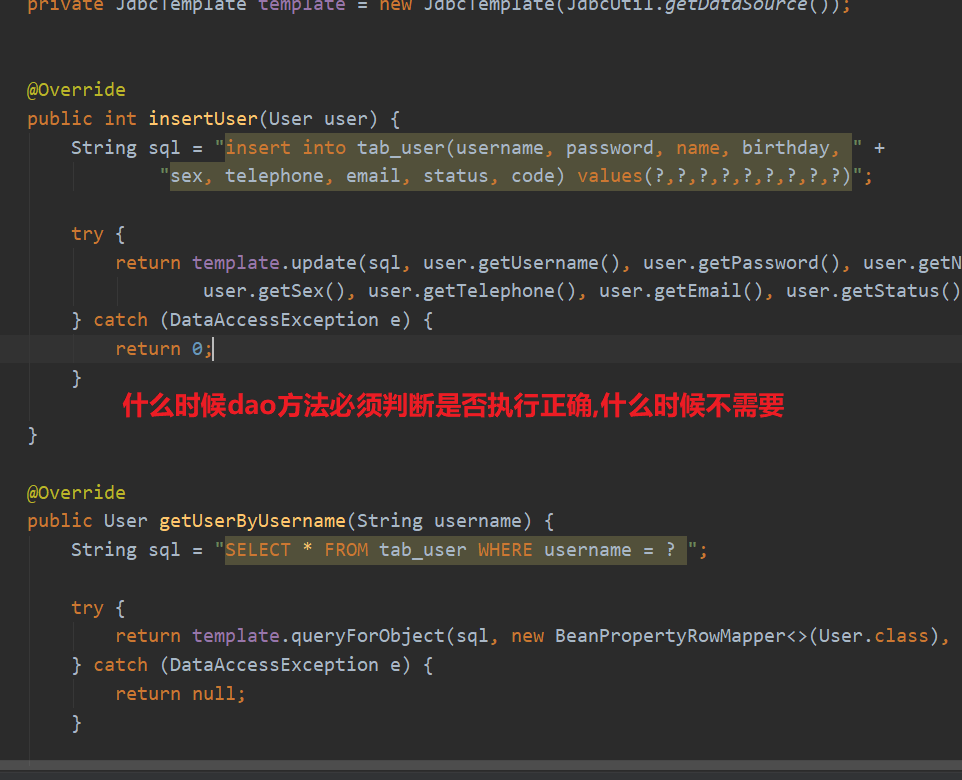 private JdbcTemplate template = new JdbcTemplate(JdbcUtil.getDataSource());
@Override
public int insertUser(User user) {
String sql = "insert into tab_user(username, password, name, birthday, " +
"sex, telephone, email, status, code) values(?,?,?,?,?,?,?,?,?)";
try {
return template.update(sql, user.getUsername(), user.getPassword(), user.getN
user.getSex(), user.getTelephone(), user.getEmail(), user.getStatus()
} catch (DataAccessException e) {
return 0;
}
什么时候dao方法必须判断是否执行正确,什么时候不需要
}
@Override
public User getUserByUsername(String username) {
String sql = "SELECT * FROM tab_user WHERE username = ? ";
try {
return template.queryForObject(sql, new BeanPropertyRowMapper<>(User.class),
} catch (DataAccessException e) {
return null;
}